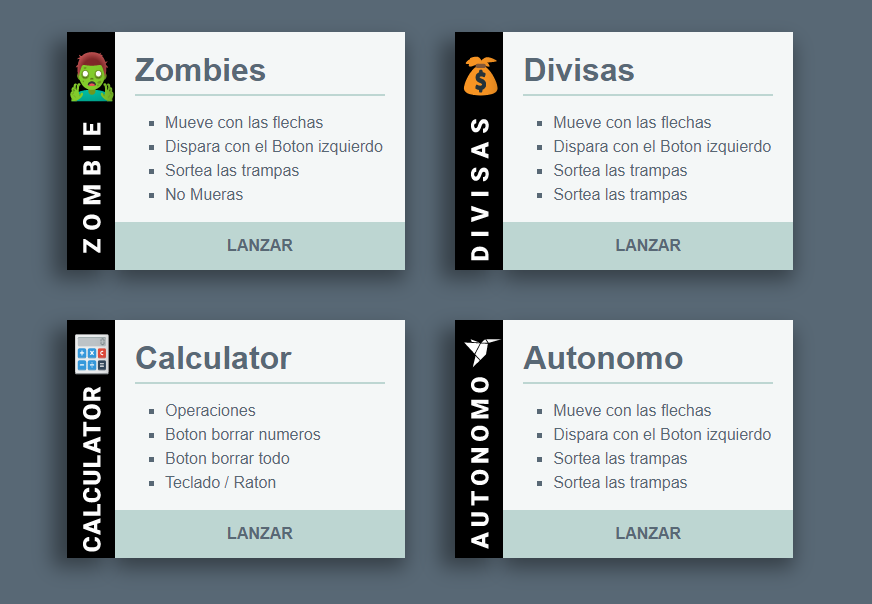 ZOMBIE
Zombies
Mueve con las flechas
Dispara con el Boton izquierdo
Sortea las trampas
No Mueras
LANZAR
DIVISAS
Divisas
Mueve con las flechas
Dispara con el Boton izquierdo
Sortea las trampas
Sortea las trampas
LANZAR
CALCULATOR
Calculator
Operaciones
Boton borrar numeros
Boton borrar todo
Teclado / Raton
LANZAR
AUTONOMO
Autonomo
Mueve con las flechas
Dispara con el Boton izquierdo
Sortea las trampas
Sortea las trampas
LANZAR